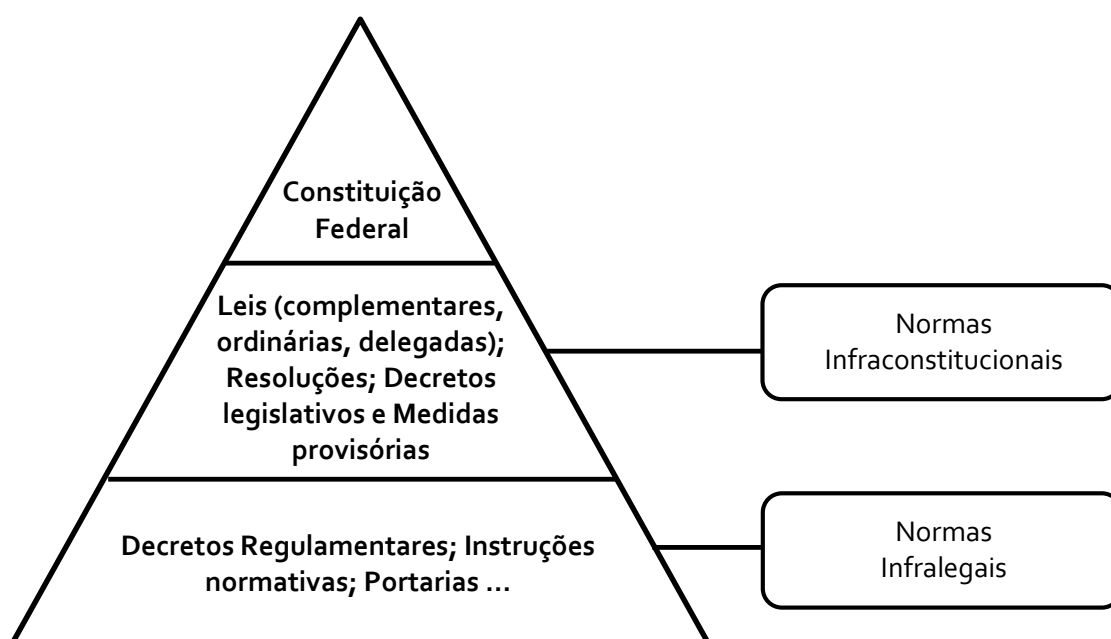 Constituição
Federal
Leis (complementares,
ordinárias, delegadas);
Resoluções; Decretos
legislativos e Medidas
provisórias
Normas
Infraconstitucionais
Decretos Regulamentares; Instruções
normativas; Portarias ...
Normas
Infralegais